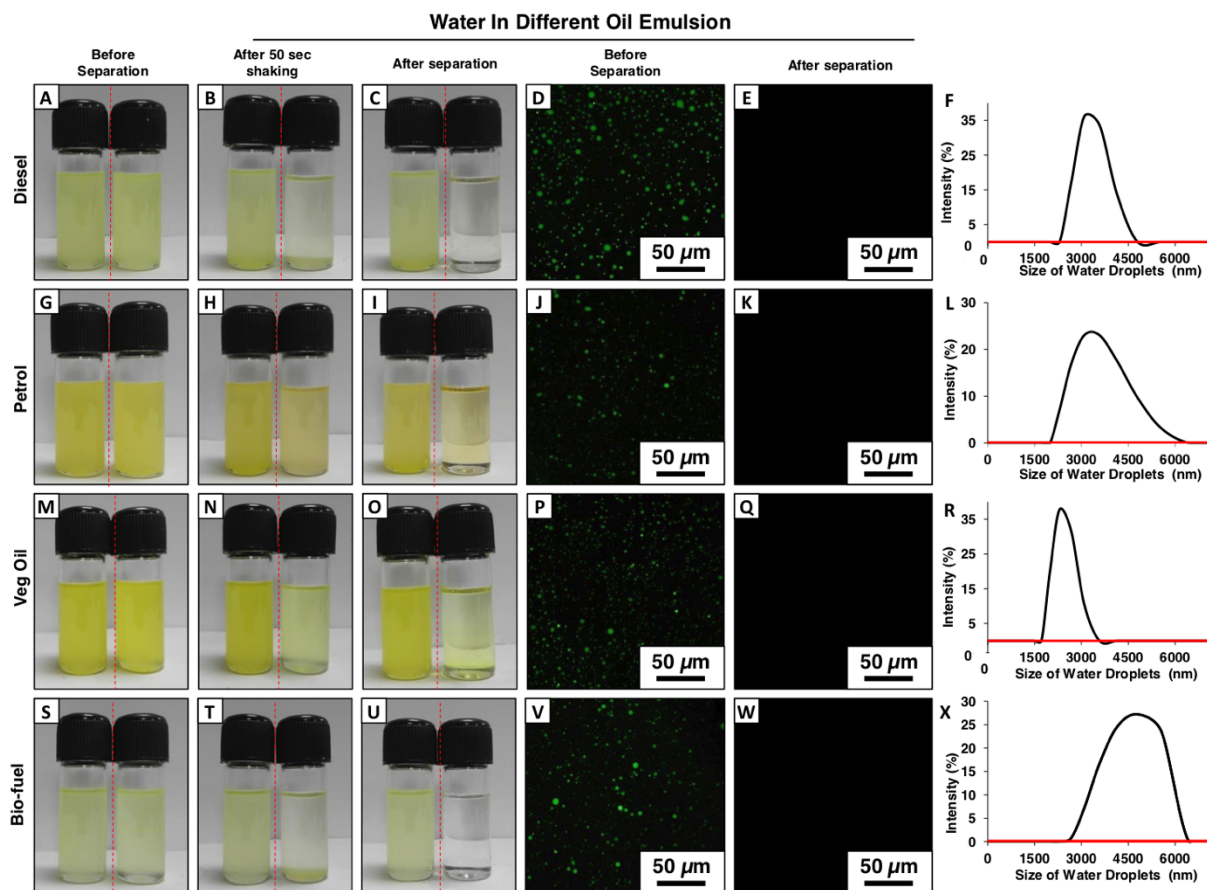 Water In Different Oil Emulsion
Before
Separation
After 50 sec
shaking
After separation
Before
Separation
After separation
Diesel
A
B
C
D
50 µm
E
50 µm
F
Intensity (%)
35
25
15
5
0
0 1500 3000 4500 6000
Size of Water Droplets (nm)
Petrol
G
H
I
J
50 µm
K
50 µm
L
Intensity (%)
30
20
10
0
0 1500 3000 4500 6000
Size of Water Droplets (nm)
Veg Oil
M
N
O
P
50 µm
Q
50 µm
R
Intensity (%)
35
25
15
5
0
0 1500 3000 4500 6000
Size of Water Droplets (nm)
Bio-fuel
S
T
U
V
50 µm
W
50 µm
X
Intensity (%)
30
25
20
15
10
5
0
0 1500 3000 4500 6000
Size of Water Droplets (nm)